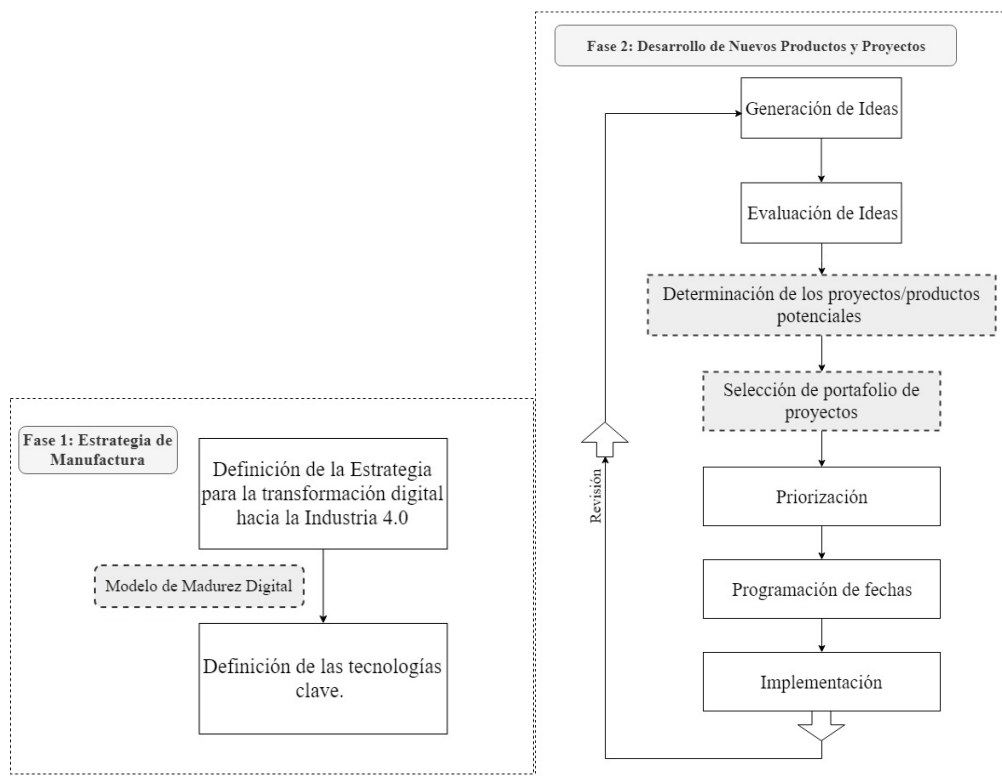 Fase 1: Estrategia de
Manufactura
Definición de la Estrategia
para la transformación digital
hacia la Industria 4.0
Modelo de Madurez Digital
Definición de las tecnologías
clave.
Fase 2: Desarrollo de Nuevos Productos y Proyectos
Generación de Ideas
Evaluación de Ideas
Determinación de los proyectos/productos
potenciales
Selección de portafolio de
proyectos
Priorización
Programación de fechas
Implementación
Revisión